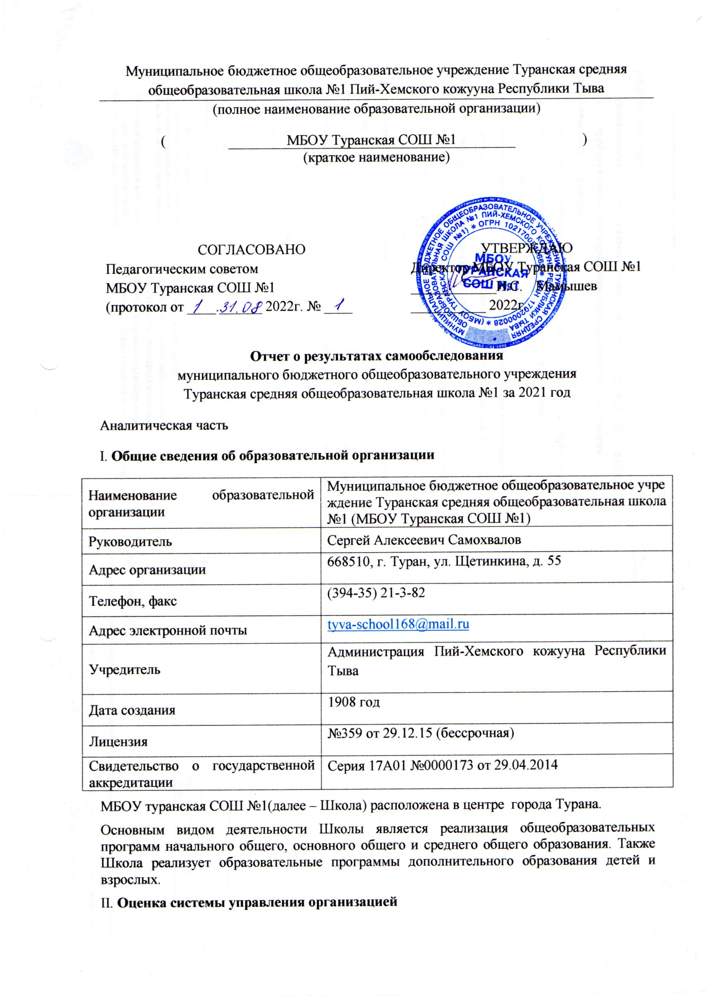 Муниципальное бюджетное общеобразовательное учреждение Туранская средняя
общеобразовательная школа №1 Пий-Хемского кожууна Республики Тыва
(полное наименование образовательной организации)
( МБОУ Туранская СОШ №1 )
(краткое наименование)
СОГЛАСОВАНО
Педагогическим советом
МБОУ Туранская СОШ №1
(протокол от 1 .31.08 2022г. № 1
УТВЕРЖДАЮ
Директор МБОУ Туранская СОШ №1
Н.С. Мамышев
2022г.
МУНИЦИПАЛЬНОЕ БЮДЖЕТНОЕ ОБЩЕОБРАЗОВАТЕЛЬНОЕ УЧРЕЖДЕНИЕ ТУРАНСКАЯ СРЕДНЯЯ
ОБЩЕОБРАЗОВАТЕЛЬНАЯ ШКОЛА №1 ПИЙ-ХЕМСКОГО КОЖУУНА РЕСПУБЛИКИ ТЫВА
(МБОУ ТУРАНСКАЯ СОШ №1) * ОГРН * ИНН 1702000028 *
МБОУ
ТУРАНСКАЯ
СОШ №1
Отчет о результатах самообследования
муниципального бюджетного общеобразовательного учреждения
Туранская средняя общеобразовательная школа №1 за 2021 год
Аналитическая часть
I. Общие сведения об образовательной организации
Наименование образовательной
организации
Муниципальное бюджетное общеобразовательное учре
ждение Туранская средняя общеобразовательная школа
№1 (МБОУ Туранская СОШ №1)
Руководитель
Сергей Алексеевич Самохвалов
Адрес организации
668510, г. Туран, ул. Щетинкина, д. 55
Телефон, факс
(394-35) 21-3-82
Адрес электронной почты
tyva-school168@mail.ru
Учредитель
Администрация Пий-Хемского кожууна Республики
Тыва
Дата создания
1908 год
Лицензия
№359 от 29.12.15 (бессрочная)
Свидетельство о государственной
аккредитации
Серия 17А01 №0000173 от 29.04.2014
МБОУ туранская СОШ №1(далее – Школа) расположена в центре города Турана.
Основным видом деятельности Школы является реализация общеобразовательных
программ начального общего, основного общего и среднего общего образования. Также
Школа реализует образовательные программы дополнительного образования детей и
взрослых.
II. Оценка системы управления организацией